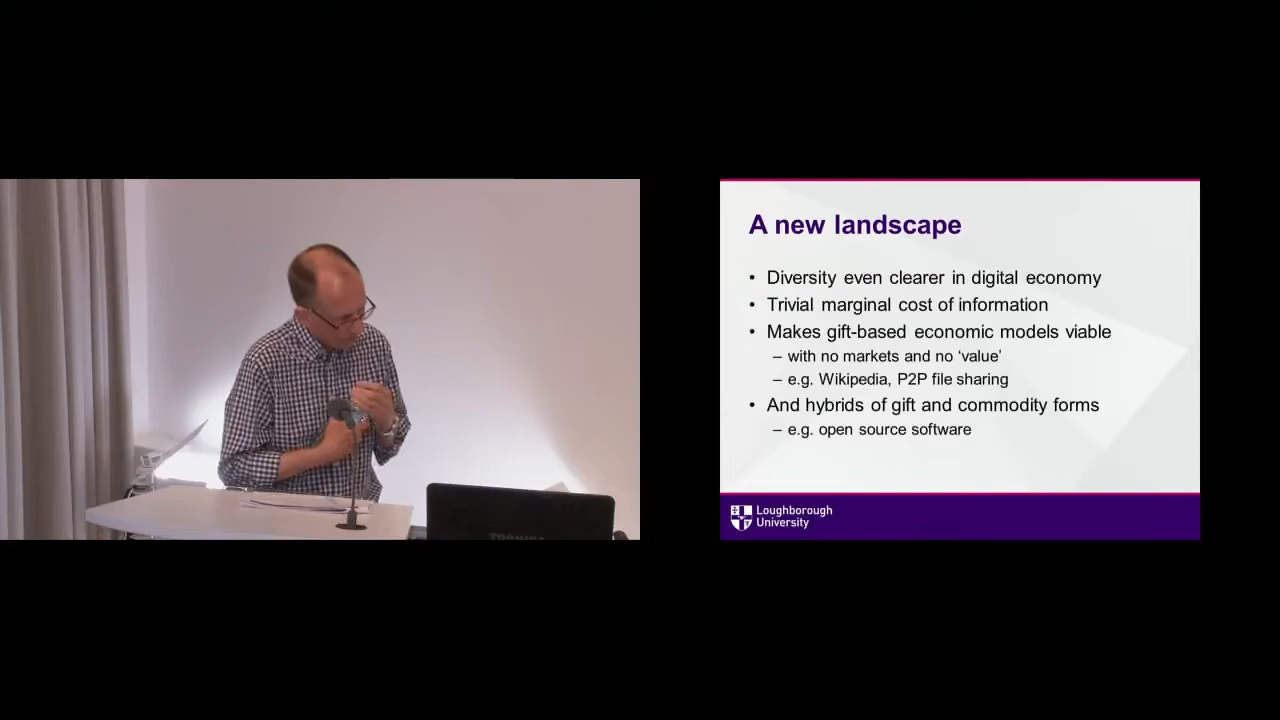 A new landscape
• Diversity even clearer in digital economy
• Trivial marginal cost of information
• Makes gift-based economic models viable
– with no markets and no ‘value’
– e.g. Wikipedia, P2P file sharing
• And hybrids of gift and commodity forms
– e.g. open source software
Loughborough
University
TOSHIBA